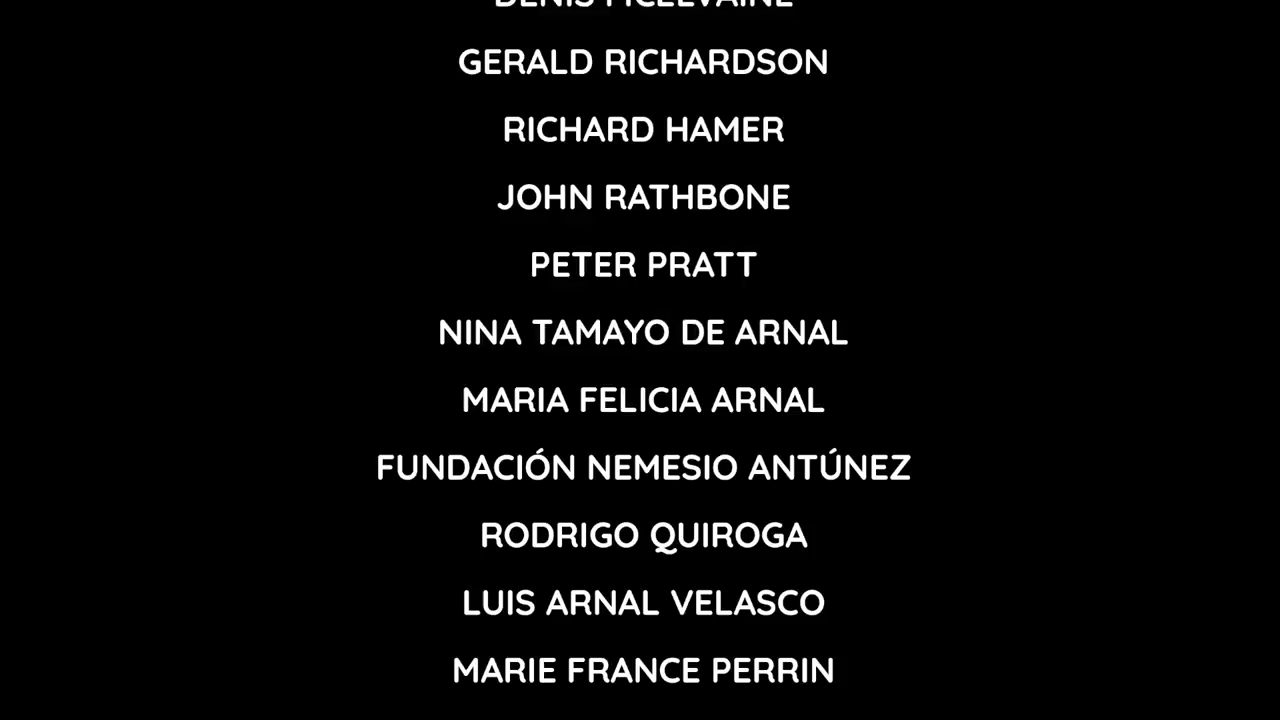 GERALD RICHARDSON
RICHARD HAMER
JOHN RATHBONE
PETER PRATT
NINA TAMAYO DE ARNAL
MARIA FELICIA ARNAL
FUNDACIÓN NEMESIO ANTÚNEZ
RODRIGO QUIROGA
LUIS ARNAL VELASCO
MARIE FRANCE PERRIN